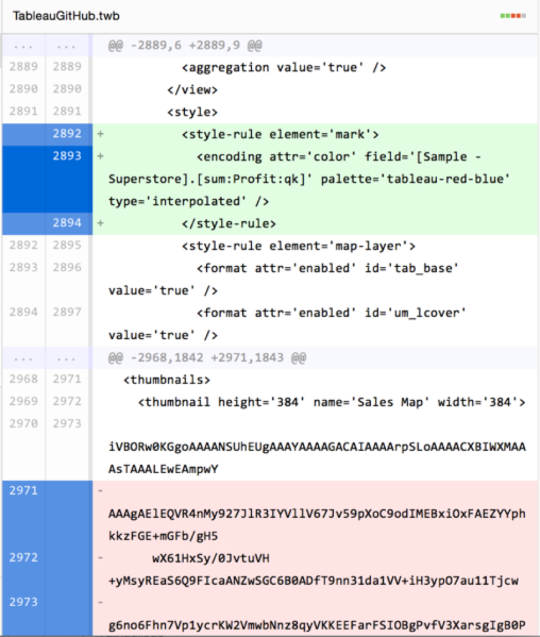 TableauGitHub.twb
... ... @@ -2889,6 +2889,9 @@
2889 2889 <aggregation value='true' />
2890 2890 </view>
2891 2891 <style>
2892 + <style-rule element='mark'>
2893 + <encoding attr='color' field='[Sample -
Superstore].[sum:Profit:qk]' palette='tableau-red-blue'
type='interpolated' />
2894 + </style-rule>
2892 2895 <style-rule element='map-layer'>
2893 2896 <format attr='enabled' id='tab_base'
value='true' />
2894 2897 <format attr='enabled' id='um_lcover'
value='true' />
... ... @@ -2968,1842 +2971,1843 @@
2968 2971 <thumbnails>
2969 2972 <thumbnail height='384' name='Sales Map' width='384'>
2970 2973
iVBORw0KGgoAAAANSUhEUgAAAYAAAAGACAIAAAArpSLoAAAACXBIWXMAA
AsTAAALEwEAmpwY
2971 -
AAAgAElEQVR4nMy927JlR3IYVllV67Jv59pXoC9odIMEBxiOxFAEZYYph
kkzFGE+mGFb/gH5
2972 - wX61HxSy/0JvtuVH
+yMsyREaS6Q9FIcaANZwSGC6B0ADfT9nn31da1VV+iH3ypO7au11Tjcw
2973 -
g6no6Fhn7Vp1ycrKW2VmwbNnz8qyVKKEEFarFSIOBgPvfV3XarsgIgB0P